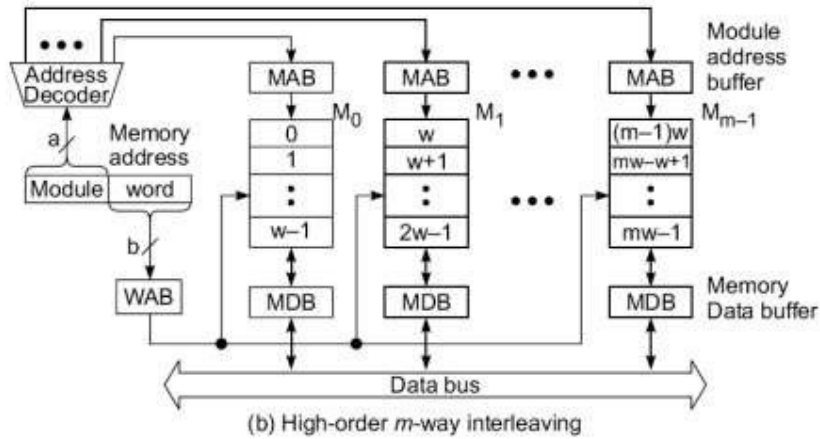 Module
address
buffer
• • •
Address
Decoder
MAB
MAB
• • •
MAB
a
Memory
address
M0
M1
Mm–1
Module
word
0
1
w–1
w
w+1
2w–1
• • •
(m–1)w
mw–w+1
mw–1
b
WAB
MDB
MDB
MDB
Memory
Data buffer
Data bus
(b) High-order m-way interleaving